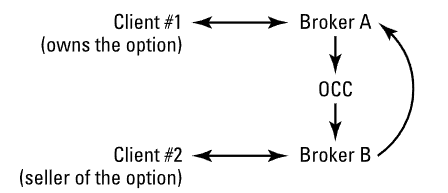 Client #1
(owns the option)
Broker A
OCC
Client #2
(seller of the option)
Broker B